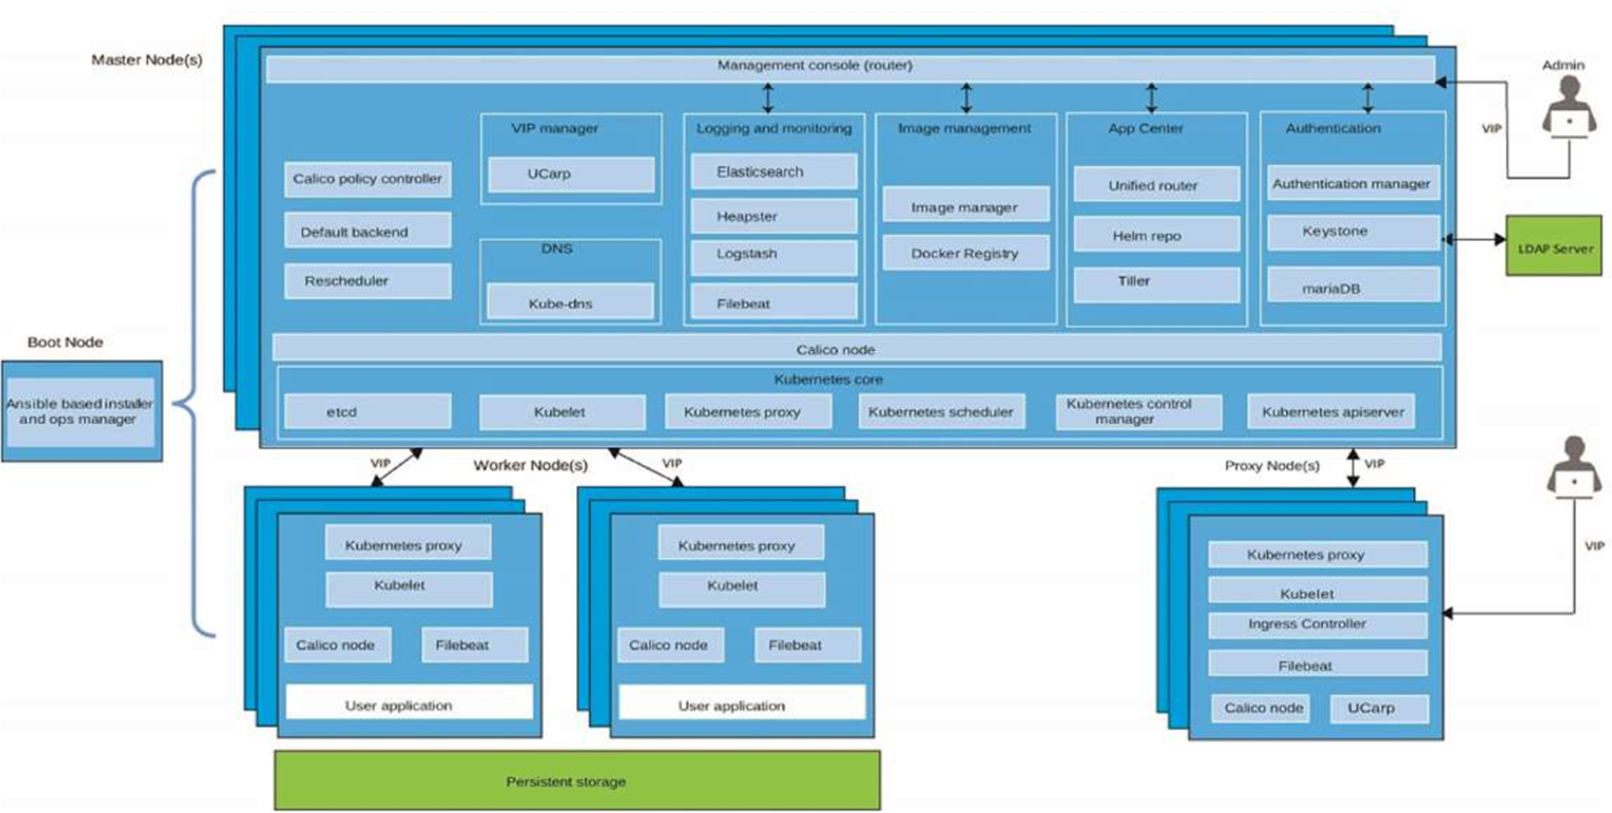 Master Node(s)
Management console (router)
Admin
VIP
VIP manager
UCarp
DNS
Kube-dns
Logging and monitoring
Elasticsearch
Heapster
Logstash
Filebeat
Image management
Image manager
Docker Registry
App Center
Unified router
Helm repo
Tiller
Authentication
Authentication manager
Keystone
mariaDB
LDAP Server
Calico policy controller
Default backend
Rescheduler
Boot Node
Ansible based installer
and ops manager
Calico node
Kubernetes core
etcd
Kubelet
Kubernetes proxy
Kubernetes scheduler
Kubernetes control
manager
Kubernetes apiserver
VIP
Worker Node(s)
VIP
Proxy Node(s)
VIP
Kubernetes proxy
Kubelet
Calico node
Filebeat
User application
Kubernetes proxy
Kubelet
Calico node
Filebeat
User application
Kubernetes proxy
Kubelet
Ingress Controller
Filebeat
Calico node
UCarp
VIP
Persistent storage